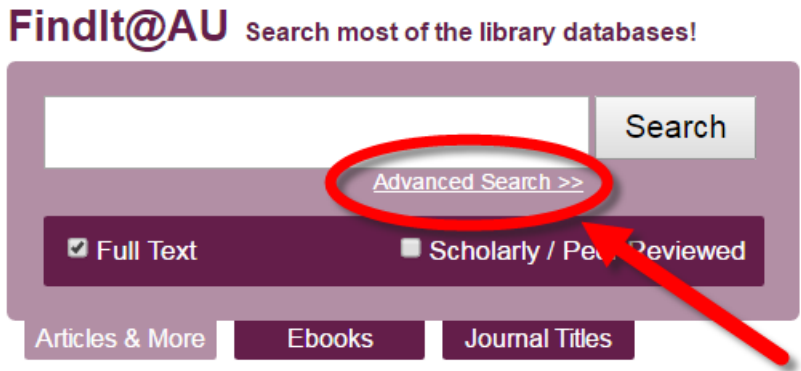 FindIt@AU Search most of the library databases!
Search
Advanced Search >>
Full Text Scholarly / Peer Reviewed
Articles & More Ebooks Journal Titles